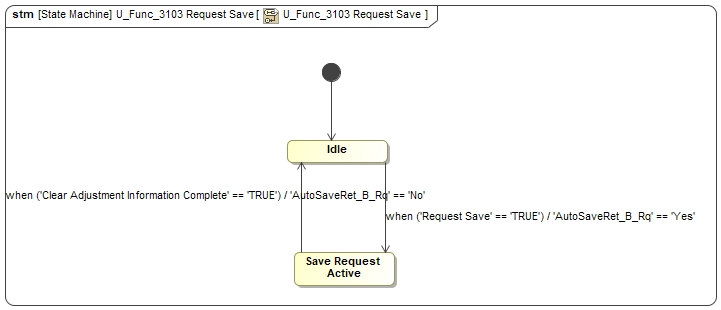 stm [State Machine] U_Func_3103 Request Save [ U_Func_3103 Request Save ]
Idle
when ('Clear Adjustment Information Complete' == 'TRUE') / 'AutoSaveRet_B_Rq' == 'No'
when ('Request Save' == 'TRUE') / 'AutoSaveRet_B_Rq' == 'Yes'
Save Request
Active